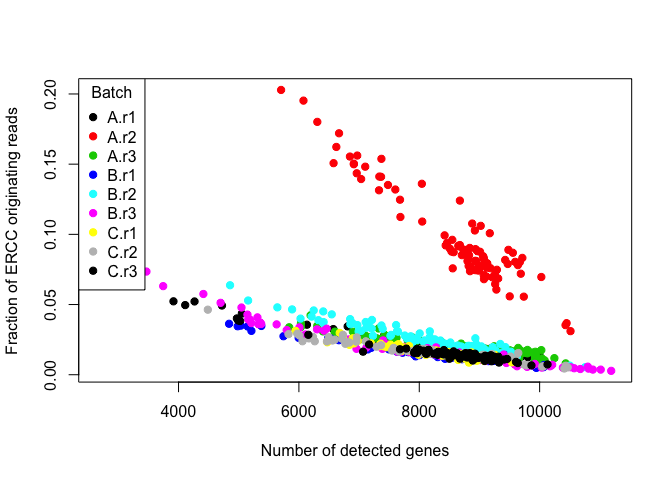 Fraction of ERCC originating reads
0.20
0.15
0.10
0.05
0.00
Batch
A.r1
A.r2
A.r3
B.r1
B.r2
B.r3
C.r1
C.r2
C.r3
4000 6000 8000 10000
Number of detected genes